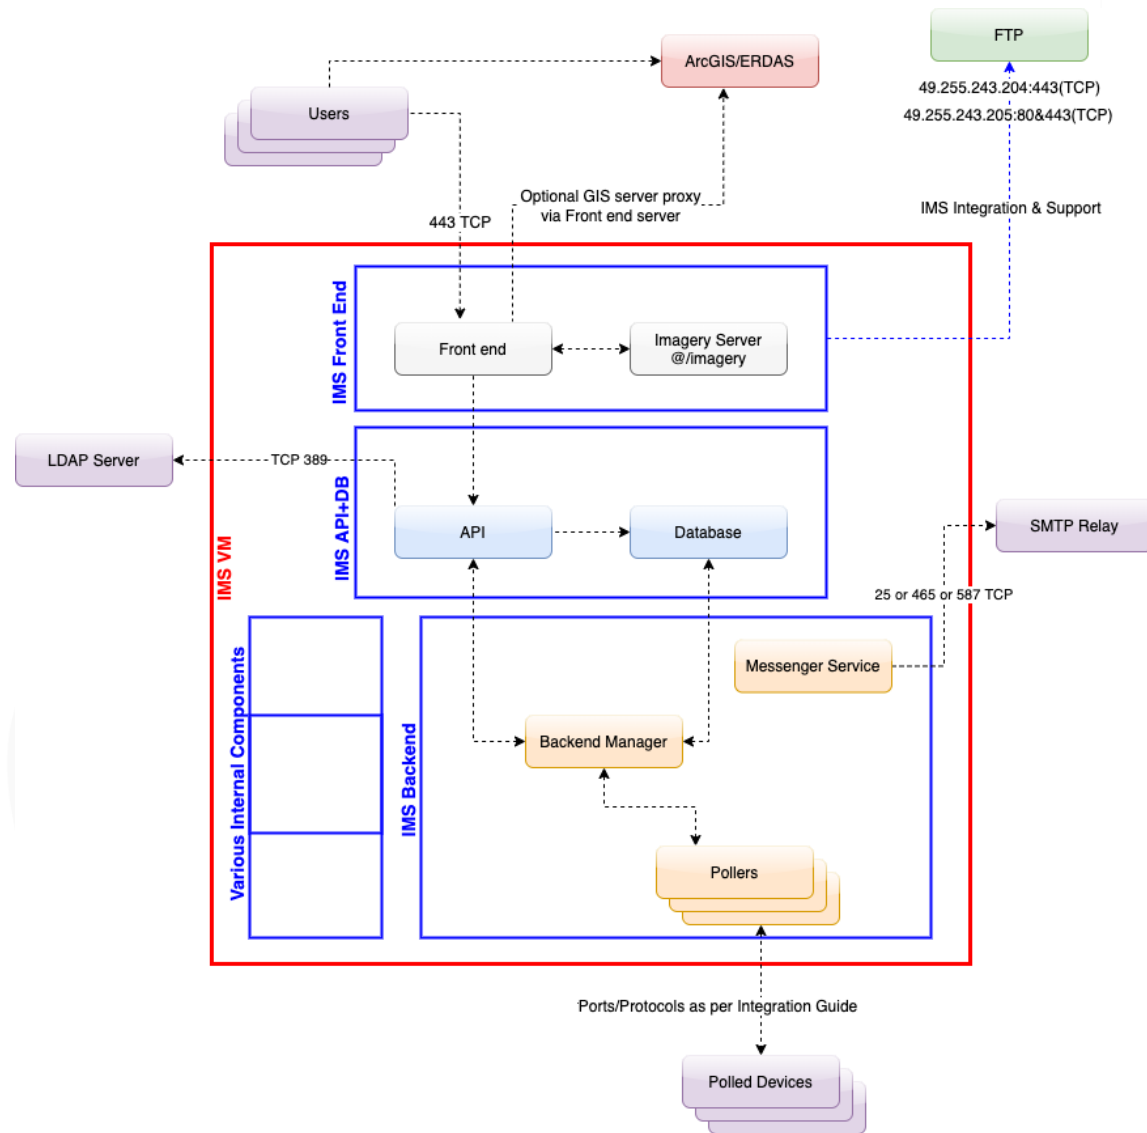 FTP
ArcGIS/ERDAS
49.255.243.204:443(TCP)
49.255.243.205:80&443(TCP)
Users
Optional GIS server proxy
via Front end server
IMS Integration & Support
443 TCP
IMS VM
IMS Front End
Front end
Imagery Server
@/imagery
LDAP Server
TCP 389
IMS API+DB
API
Database
SMTP Relay
25 or 465 or 587 TCP
Various Internal Components
IMS Backend
Messenger Service
Backend Manager
Pollers
Ports/Protocols as per Integration Guide
Polled Devices